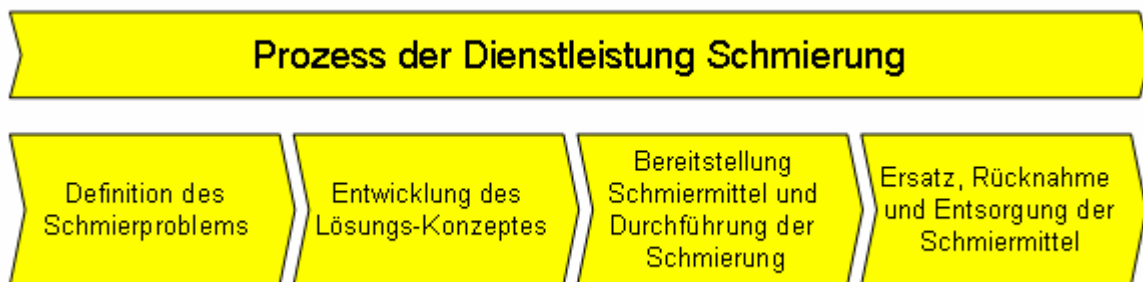 Prozess der Dienstleistung Schmierung
Definition des
Schmierproblems
Entwicklung des
Lösungs-Konzeptes
Bereitstellung
Schmiermittel und
Durchführung der
Schmierung
Ersatz, Rücknahme
und Entsorgung der
Schmiermittel